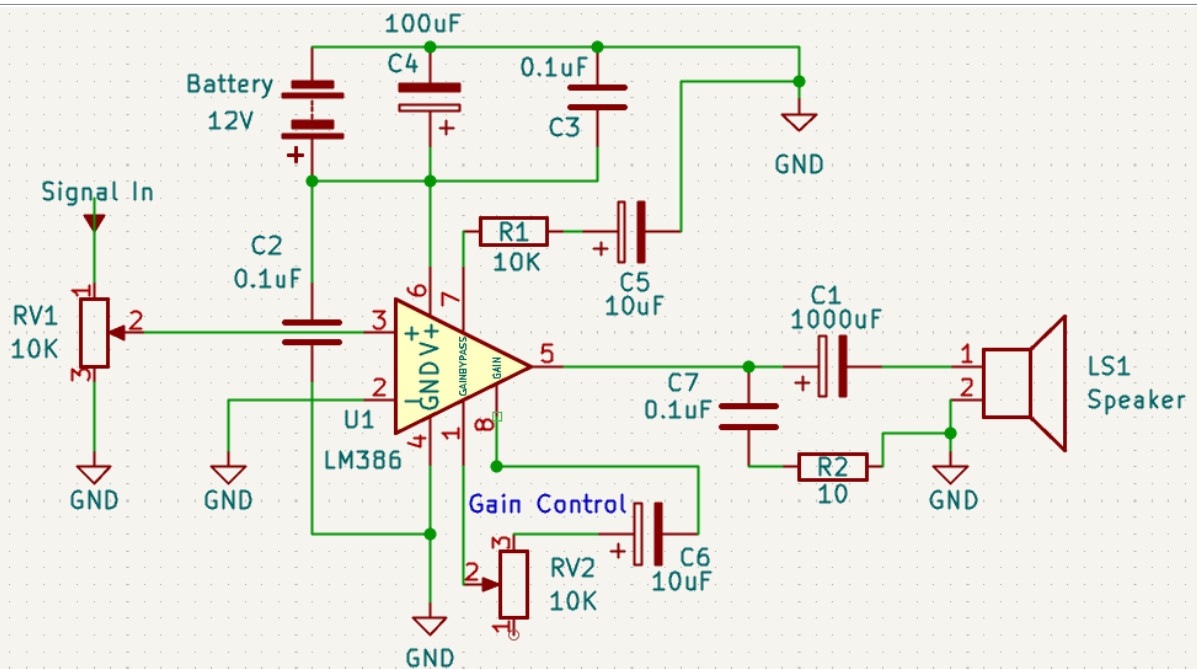 100uF
C4
0.1uF
C3
Battery
12V
+
+
GND
Signal In
R1
10K
+
C5
10uF
C2
0.1uF
RV1
10K
1
2
3
6
7
3
2
+
V+
GND
-
GAIN
BYPASS
GAIN
5
4
1
8
U1
LM386
C1
1000uF
+
C7
0.1uF
1
2
LS1
Speaker
R2
10
GND
GND
GND
Gain Control
+
C6
10uF
3
2
1
RV2
10K
GND